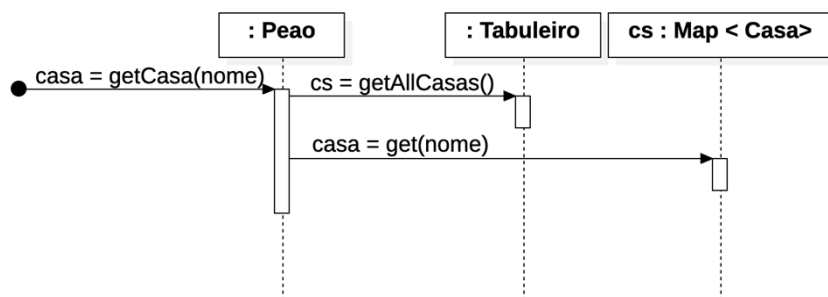 : Peao
: Tabuleiro
cs : Map < Casa>
casa = getCasa(nome)
cs = getAllCasas()
casa = get(nome)